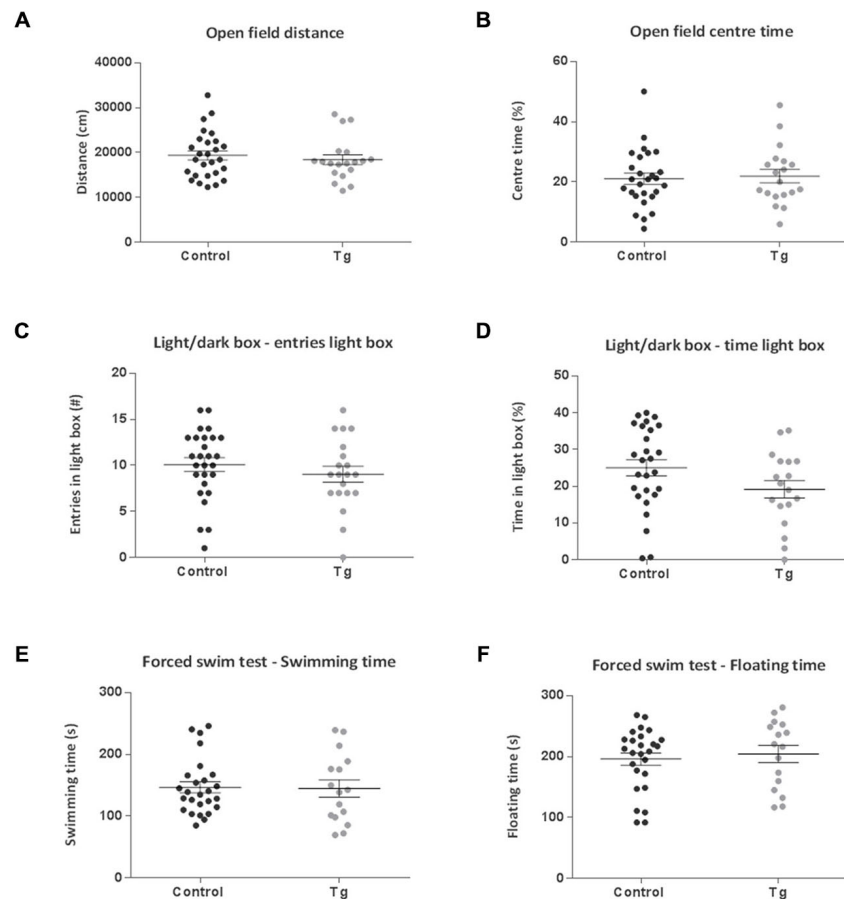 A
Open field distance
40000
30000
20000
10000
0
Distance (cm)
Control
Tg
B
Open field centre time
60
40
20
0
Centre time (%)
Control
Tg
C
Light/dark box - entries light box
20
15
10
5
0
Entries in light box (#)
Control
Tg
D
Light/dark box - time light box
50
40
30
20
10
0
Time in light box (%)
Control
Tg
E
Forced swim test - Swimming time
300
200
100
0
Swimming time (s)
Control
Tg
F
Forced swim test - Floating time
300
200
100
0
Floating time (s)
Control
Tg